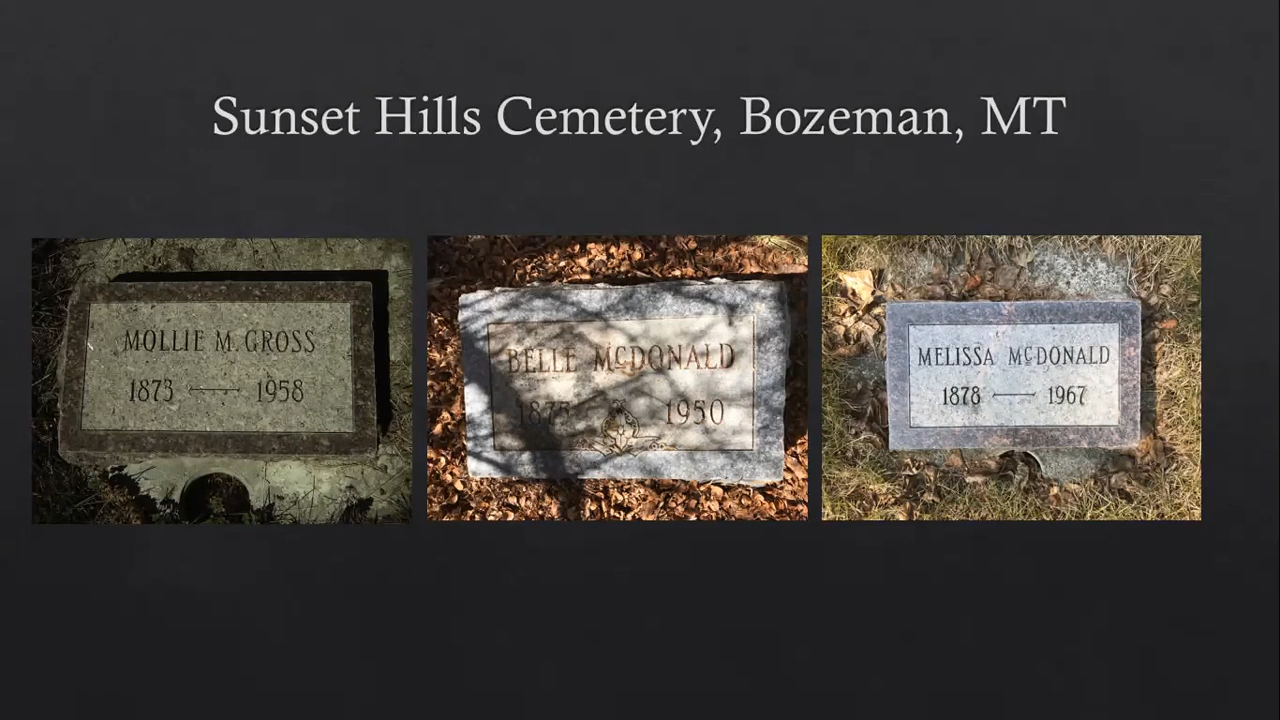 Sunset Hills Cemetery, Bozeman, MT
MOLLIE M. GROSS
1873 1958
BELLE McDONALD
1950
MELISSA McDONALD
1878 1967